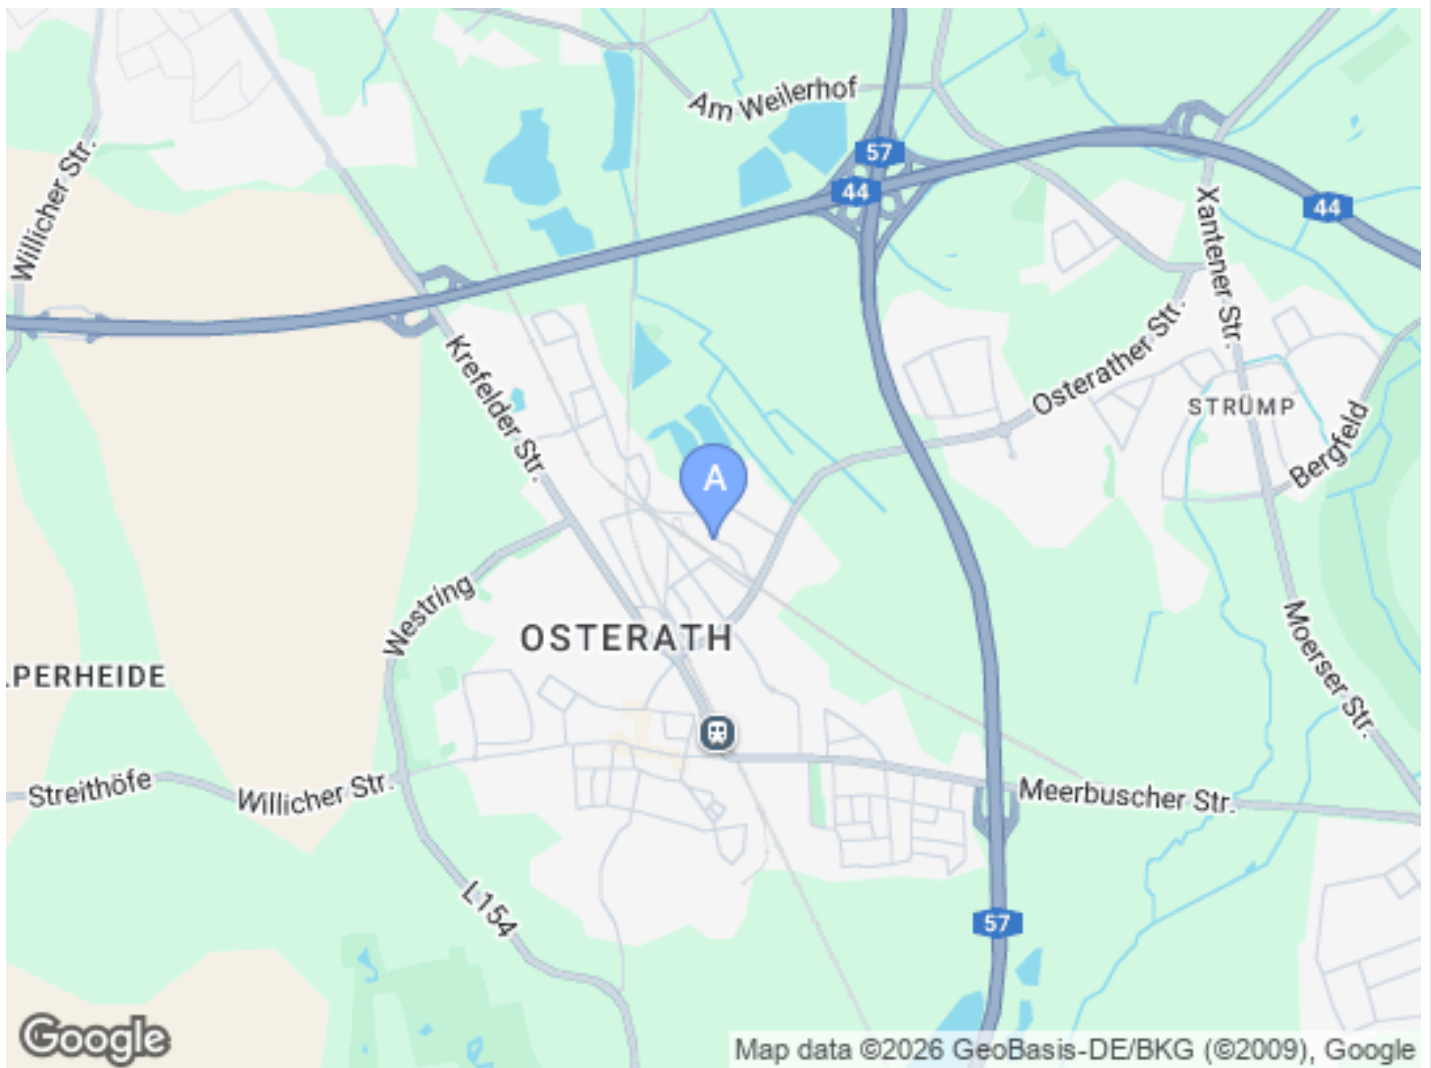 Am Weilerhof
57
44
44
Willicher Str.
Xantener Str.
Krefelder Str.
Osterather Str.
STRÜMP
Bergfeld
A
Westring
OSTERATH
LPERHEIDE
Moerser Str.
Streithöfe
Willicher Str.
Meerbuscher Str.
L154
57
Google
Map data ©2026 GeoBasis-DE/BKG (©2009), Google